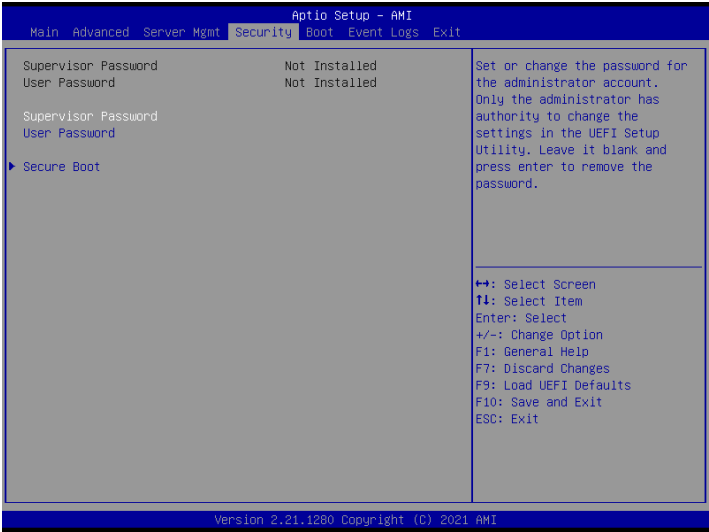 Aptio Setup - AMI
Main Advanced Server Mgmt Security Boot Event Logs Exit
Supervisor Password Not Installed
User Password Not Installed
Supervisor Password
User Password
Secure Boot
Set or change the password for
the administrator account.
Only the administrator has
authority to change the
settings in the UEFI Setup
Utility. Leave it blank and
press enter to remove the
password.
↔: Select Screen
↑↓: Select Item
Enter: Select
+/-: Change Option
F1: General Help
F7: Discard Changes
F9: Load UEFI Defaults
F10: Save and Exit
ESC: Exit
Version 2.21.1280 Copyright (C) 2021 AMI